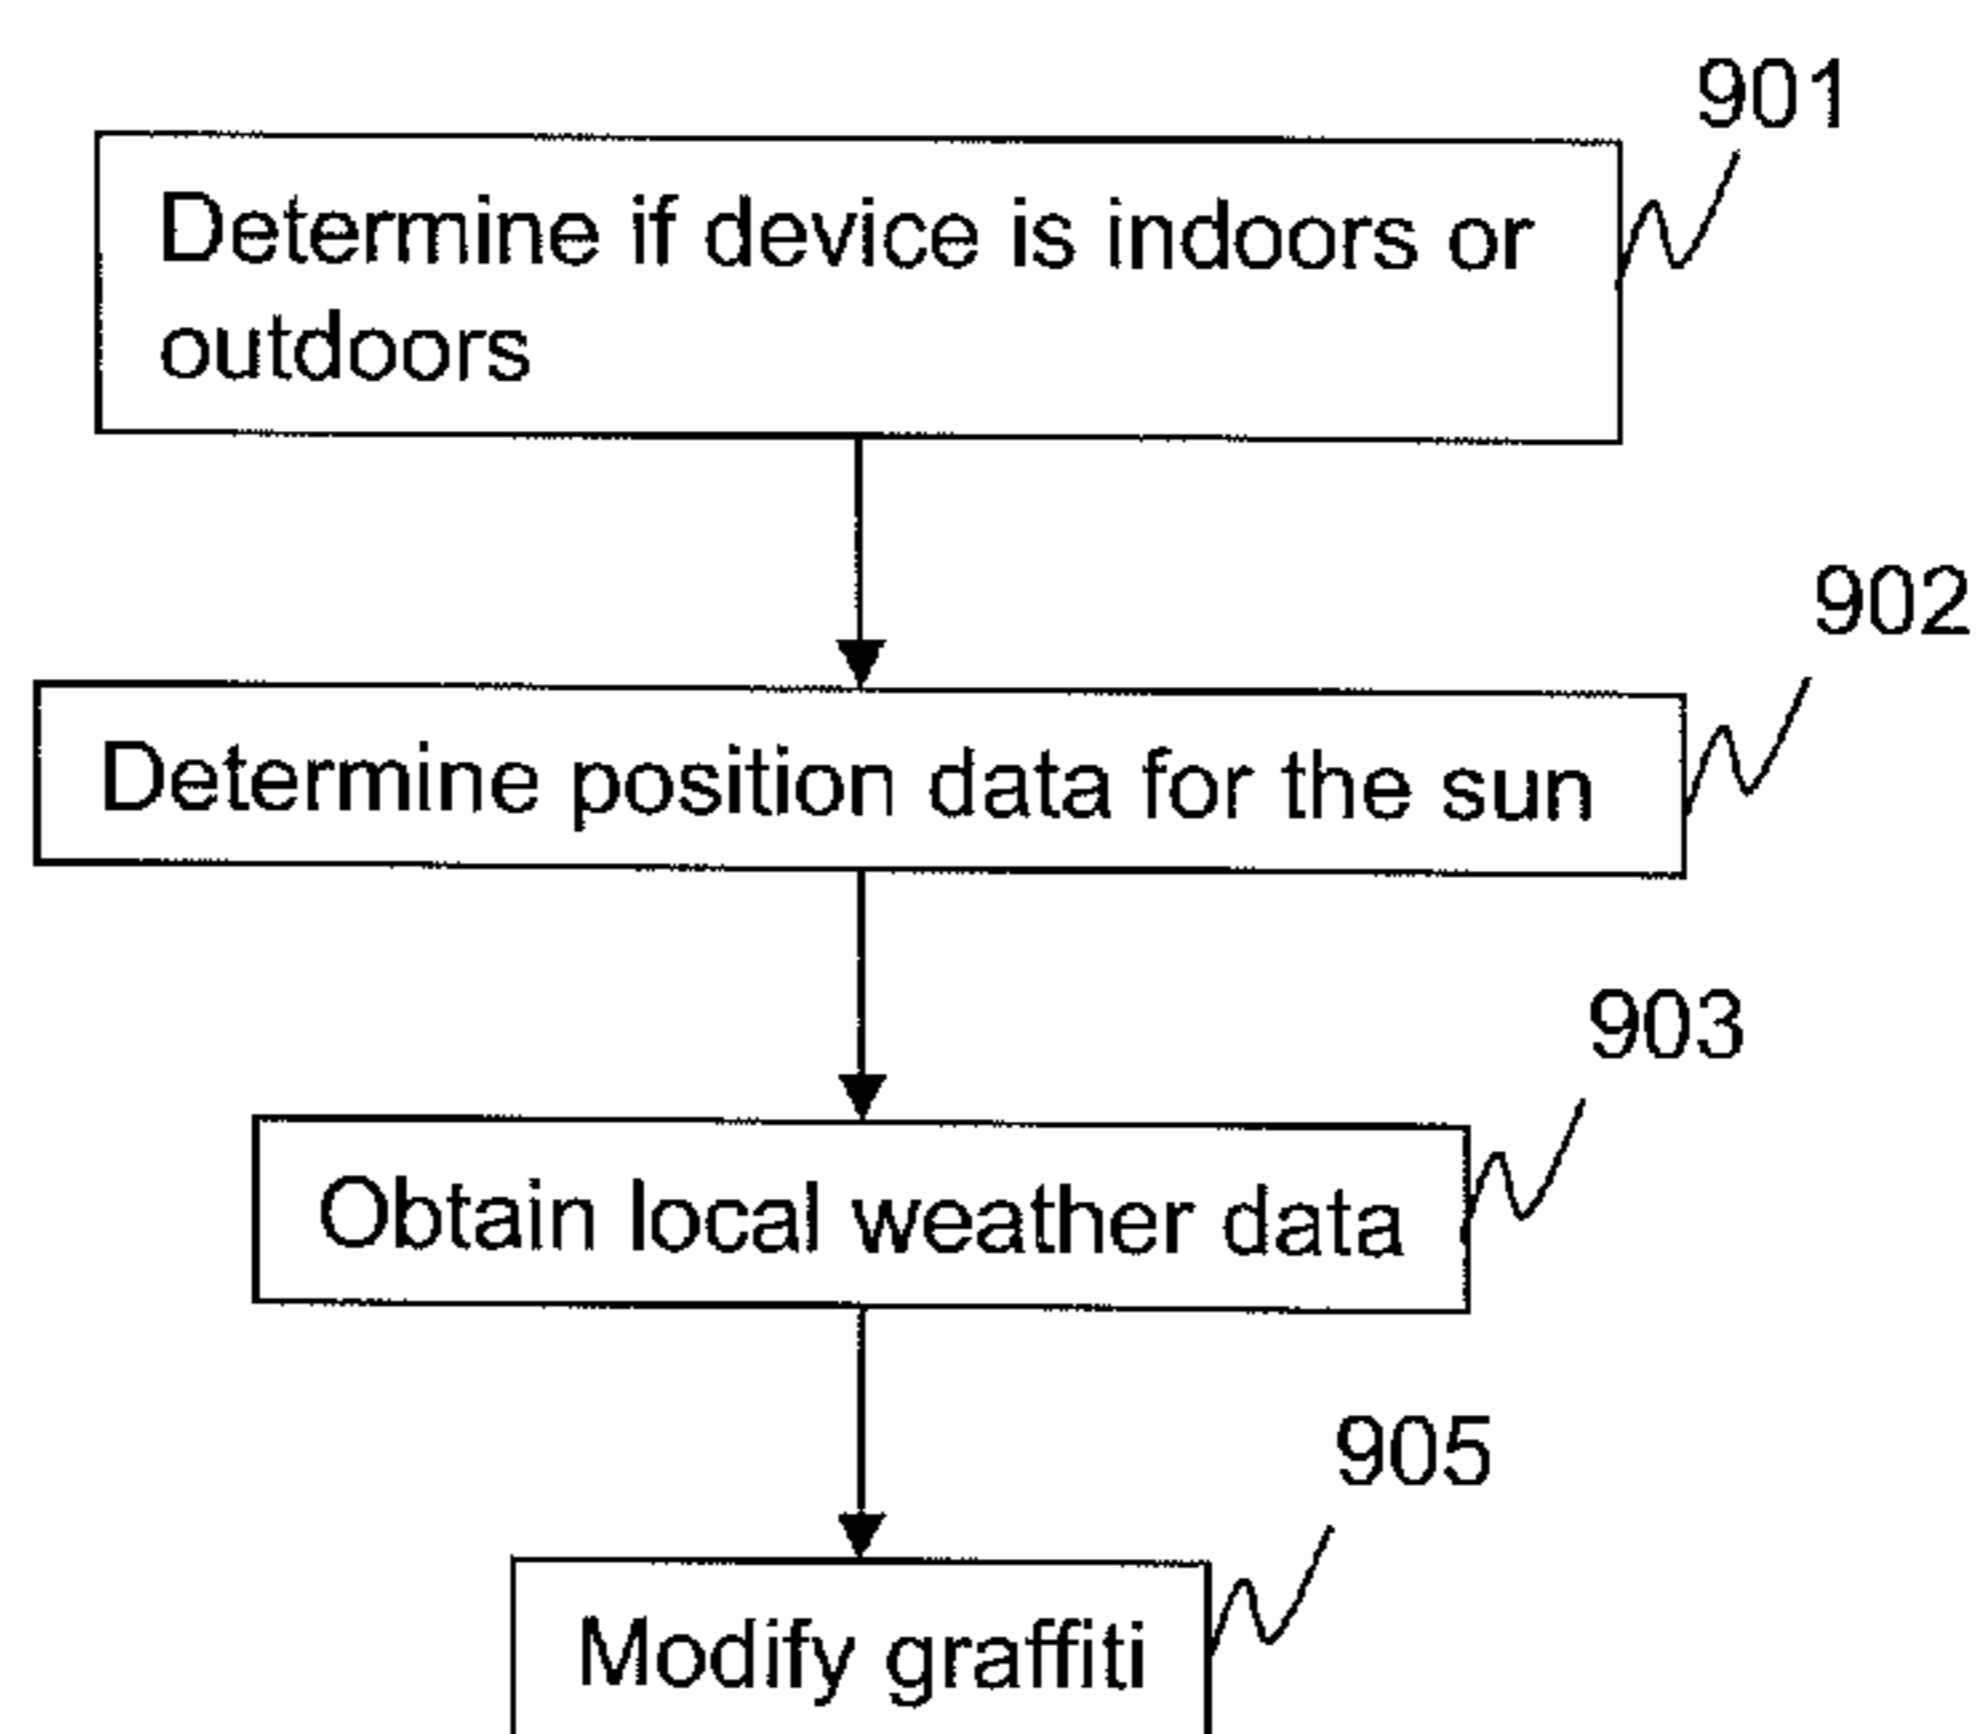 901
Determine if device is indoors or
outdoors
902
Determine position data for the sun
903
Obtain local weather data
905
Modify graffiti